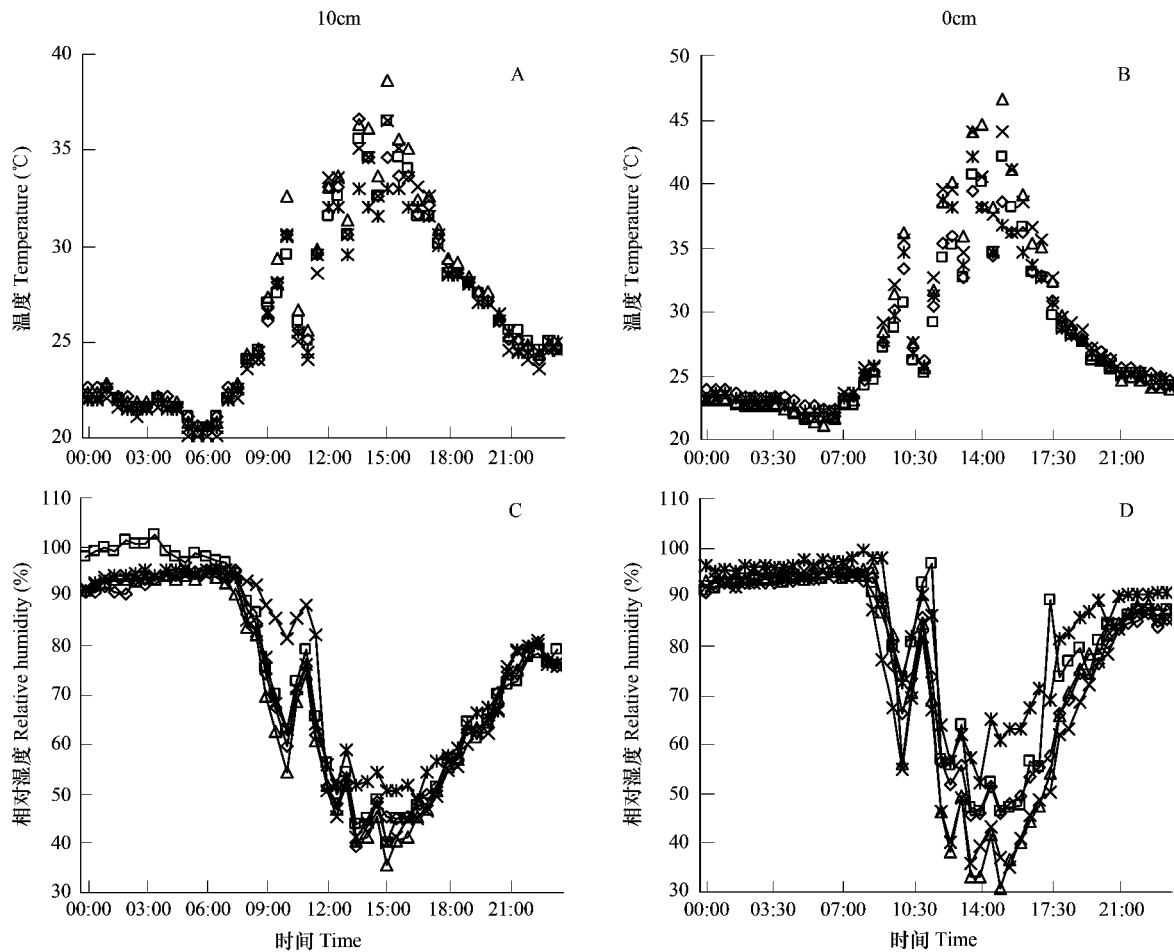 10cm
0cm
A
温度 Temperature (℃)
40
35
30
25
20
00:00 03:00 06:00 09:00 12:00 15:00 18:00 21:00
B
温度 Temperature (℃)
50
45
40
35
30
25
20
00:00 03:30 07:00 10:30 14:00 17:30 21:00
C
相对湿度 Relative humidity (%)
110
100
90
70
60
50
40
30
00:00 03:00 06:00 09:00 12:00 15:00 18:00 21:00
时间 Time
D
相对湿度 Relative humidity (%)
110
100
90
80
70
60
50
40
30
00:00 03:30 07:00 10:30 14:00 17:30 21:00
时间 Time